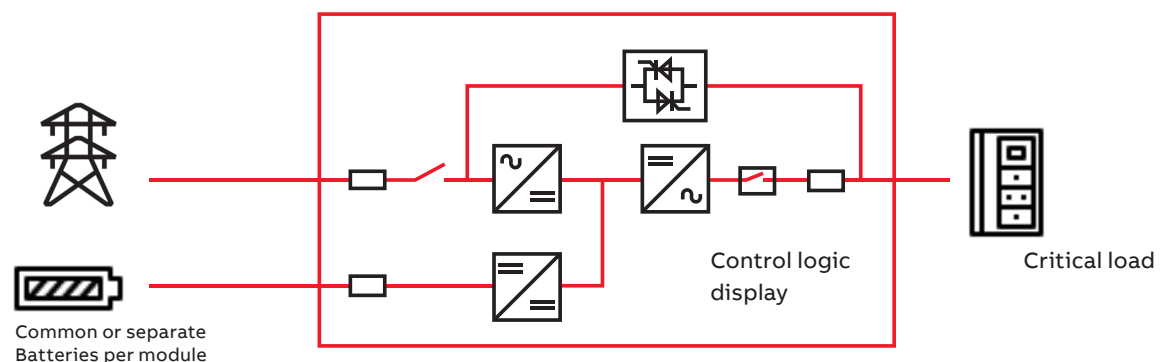 Control logic
display
Critical load
Common or separate
Batteries per module